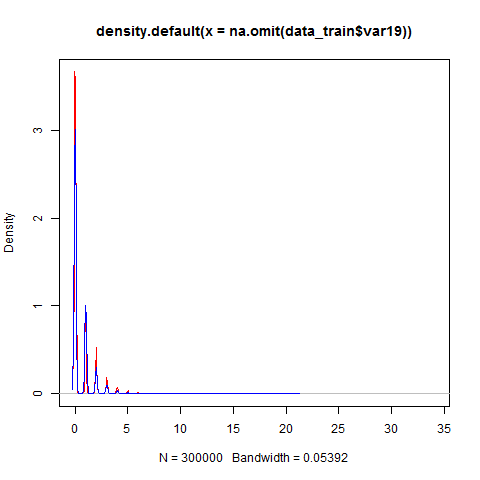 density.default(x = na.omit(data_train$var19))
Density
3
2
1
0
0 5 10 15 20 25 30 35
N = 300000 Bandwidth = 0.05392